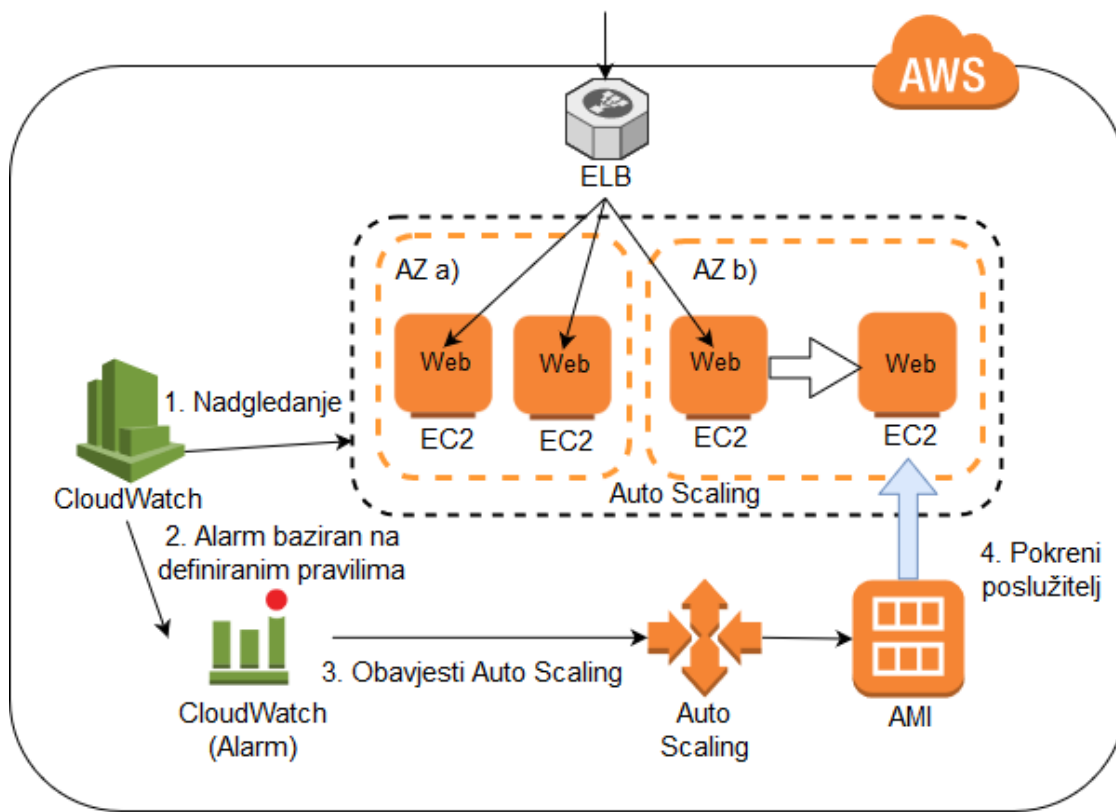 AWS
ELB
AZ a)
AZ b)
Web
Web
Web
Web
EC2
EC2
EC2
EC2
Auto Scaling
1. Nadgledanje
CloudWatch
2. Alarm baziran na
definiranim pravilima
CloudWatch
(Alarm)
3. Obavjesti Auto Scaling
Auto
Scaling
AMI
4. Pokreni
poslužitelj